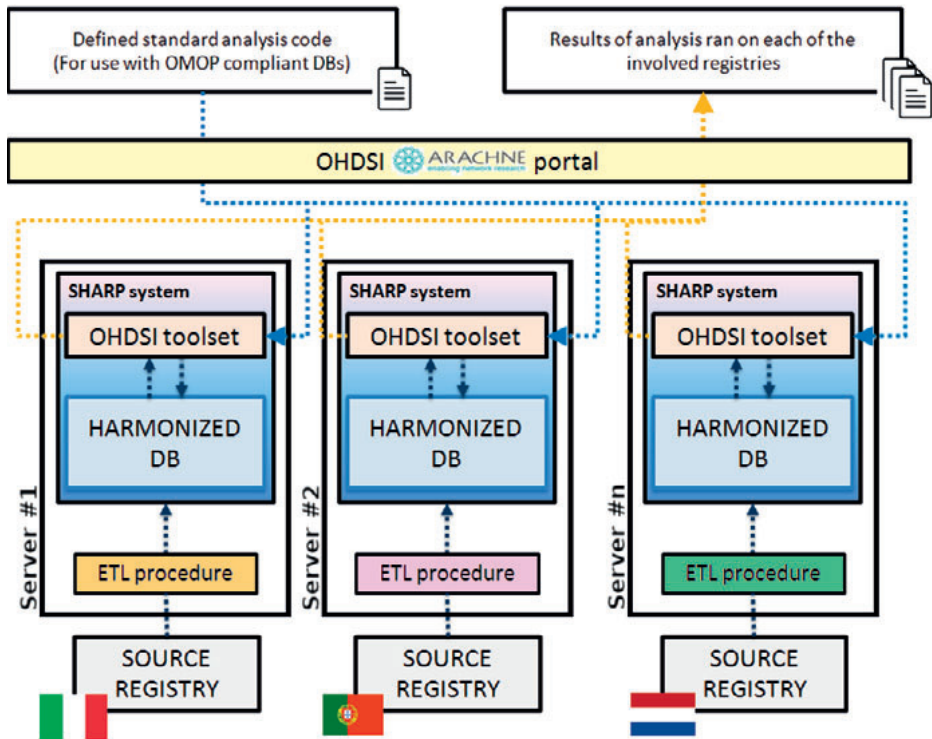 Defined standard analysis code
(For use with OMOP compliant DBs)
Results of analysis ran on each of the
involved registries
OHDSI ARACHNE portal
enabling network research
SHARP system
OHDSI toolset
HARMONIZED
DB
Server #1
ETL procedure
SOURCE
REGISTRY
SHARP system
OHDSI toolset
HARMONIZED
DB
Server #2
ETL procedure
SOURCE
REGISTRY
SHARP system
OHDSI toolset
HARMONIZED
DB
Server #n
ETL procedure
SOURCE
REGISTRY